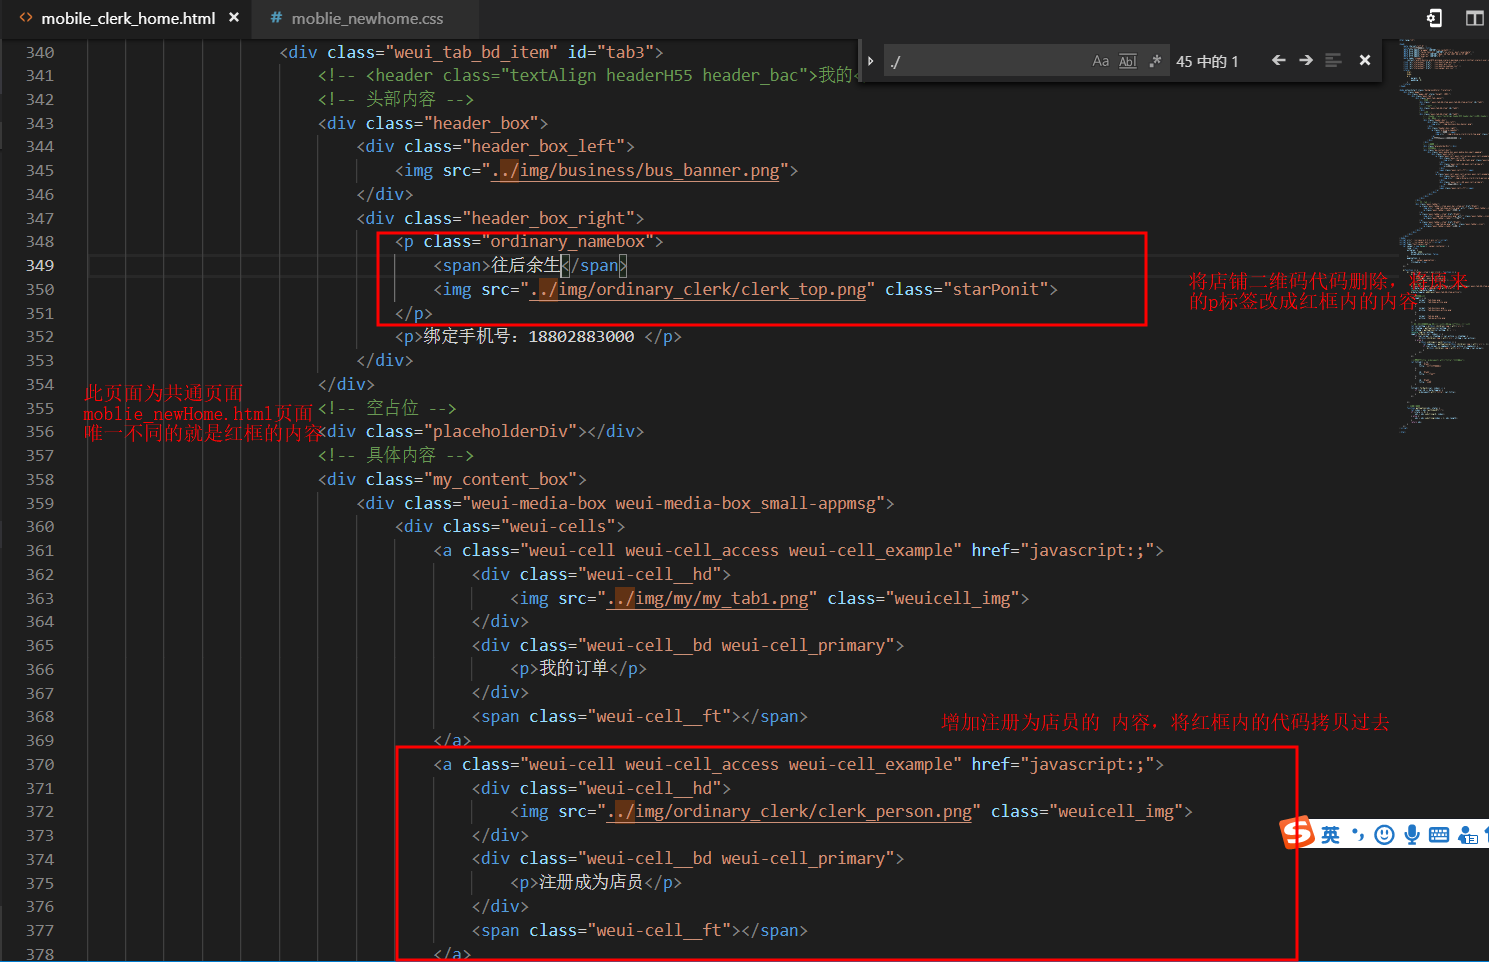 mobile_clerk_home.html
moblie_newhome.css
./
Aa Abl .*
45 中的 1
340 <div class="weui_tab_bd_item" id="tab3">
341 <!-- <header class="textAlign headerH55 header_bac">我的<
342 <!-- 头部内容 -->
343 <div class="header_box">
344 <div class="header_box_left">
345 <img src="../img/business/bus_banner.png">
346 </div>
347 <div class="header_box_right">
348 <p class="ordinary_namebox">
349 <span>往后余生</span>
350 <img src="../img/ordinary_clerk/clerk_top.png" class="starPonit">
351 </p>
352 <p>绑定手机号：18802883000 </p>
353 </div>
354 </div>
355 <!-- 空占位 -->
356 <div class="placeholderDiv"></div>
357 <!-- 具体内容 -->
358 <div class="my_content_box">
359 <div class="weui-media-box weui-media-box_small-appmsg">
360 <div class="weui-cells">
361 <a class="weui-cell weui-cell_access weui-cell_example" href="javascript:;">
362 <div class="weui-cell__hd">
363 <img src="../img/my/my_tab1.png" class="weuicell_img">
364 </div>
365 <div class="weui-cell__bd weui-cell_primary">
366 <p>我的订单</p>
367 </div>
368 <span class="weui-cell__ft"></span>
369 </a>
370 <a class="weui-cell weui-cell_access weui-cell_example" href="javascript:;">
371 <div class="weui-cell__hd">
372 <img src="../img/ordinary_clerk/clerk_person.png" class="weuicell_img">
373 </div>
374 <div class="weui-cell__bd weui-cell_primary">
375 <p>注册成为店员</p>
376 </div>
377 <span class="weui-cell__ft"></span>
378 </a>
将店铺二维码代码删除，将原来
的p标签改成红框内的内容
此页面为共通页面
moblie_newHome.html页面
唯一不同的就是红框的内容
增加注册为店员的 内容，将红框内的代码拷贝过去
英